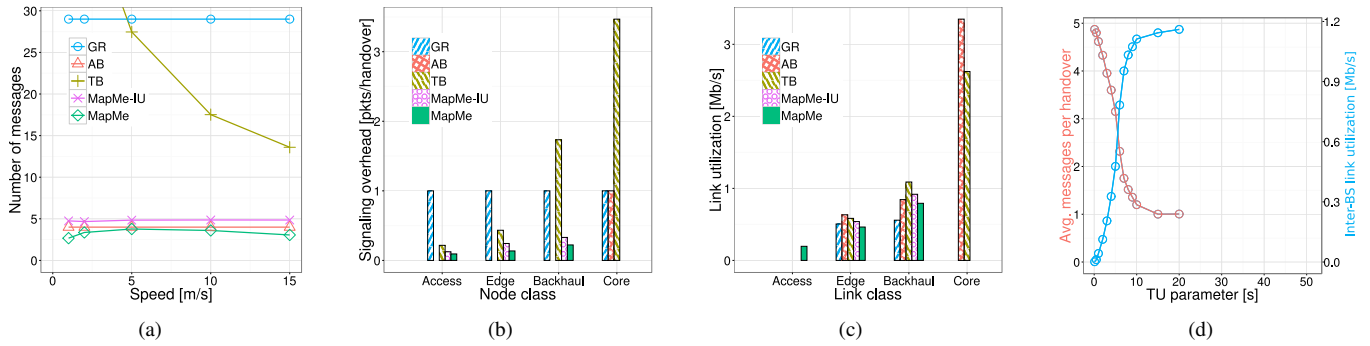 Number of messages
30
25
20
15
10
5
0
GR
AB
TB
MapMe-IU
MapMe
5
10
15
Speed [m/s]
(a)
Signaling overhead [pkts/handover]
3
2
1
0
GR
AB
TB
MapMe-IU
MapMe
Access
Edge
Backhaul
Core
Node class
(b)
Link utilization [Mb/s]
3
2
1
0
GR
AB
TB
MapMe-IU
MapMe
Access
Edge
Backhaul
Core
Link class
(c)
Avg. messages per handover
5
4
3
2
1
0
0
10
20
30
40
50
TU parameter [s]
1.2
0.9
0.6
0.3
0.0
Inter-BS link utilization [Mb/s]
(d)